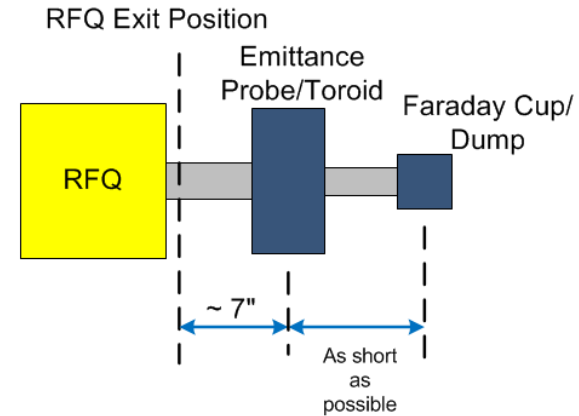 RFQ Exit Position
Emittance
Probe/Toroid
Faraday Cup/
Dump
RFQ
~ 7"
As short
as
possible